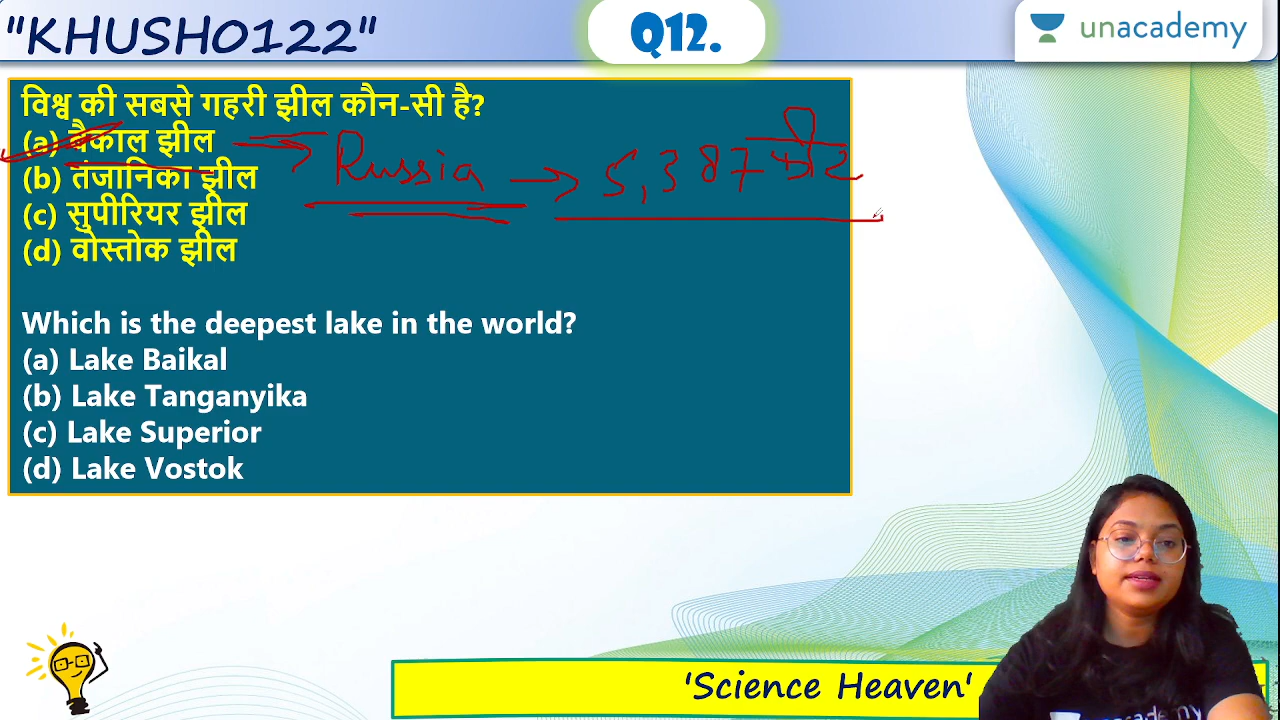 "KHUSHO122"
Q12.
unacademy
विश्व की सबसे गहरी झील कौन-सी है?
(a) बैकाल झील
Russia
5,387
(b) तंजानिका झील
(c) सुपीरियर झील
(d) वोस्तोक झील
Which is the deepest lake in the world?
(a) Lake Baikal
(b) Lake Tanganyika
(c) Lake Superior
(d) Lake Vostok
'Science Heaven'
unacademy